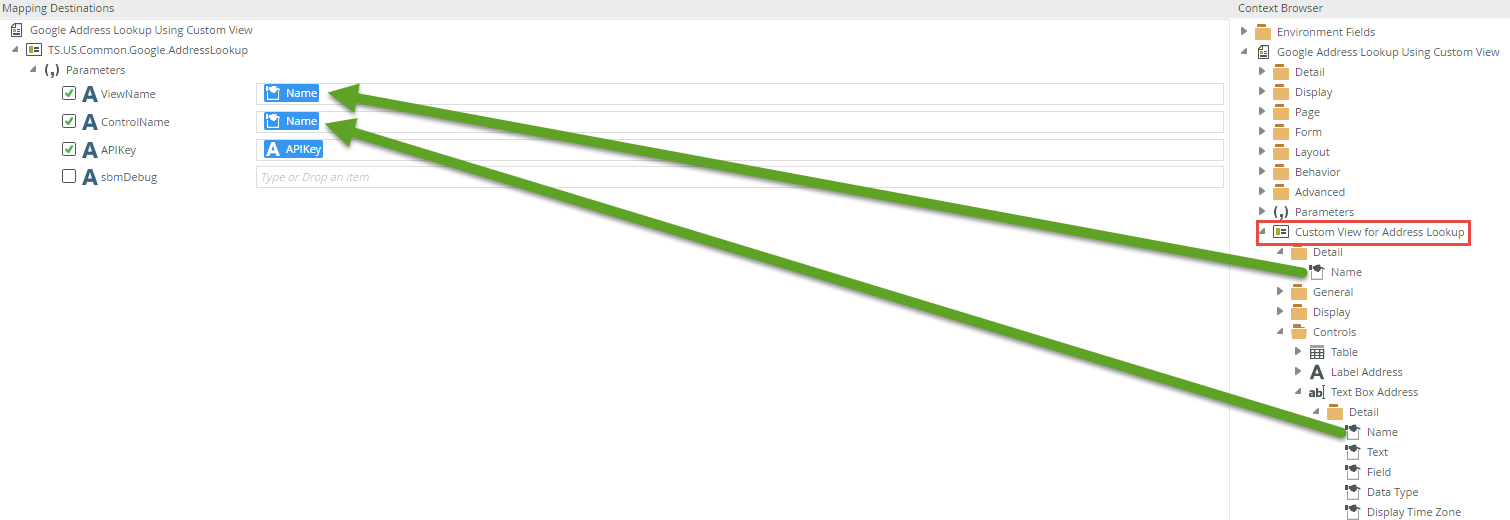 Mapping Destinations
Google Address Lookup Using Custom View
TS.US.Common.Google.AddressLookup
(,) Parameters
A ViewName Name
A ControlName Name
A APIKey A APIKey
A sbmDebug Type or Drop an item
Context Browser
Environment Fields
Google Address Lookup Using Custom View
Detail
Display
Page
Form
Layout
Behavior
Advanced
(,) Parameters
Custom View for Address Lookup
Detail
Name
General
Display
Controls
Table
A Label Address
ab Text Box Address
Detail
Name
Text
Field
Data Type
Display Time Zone